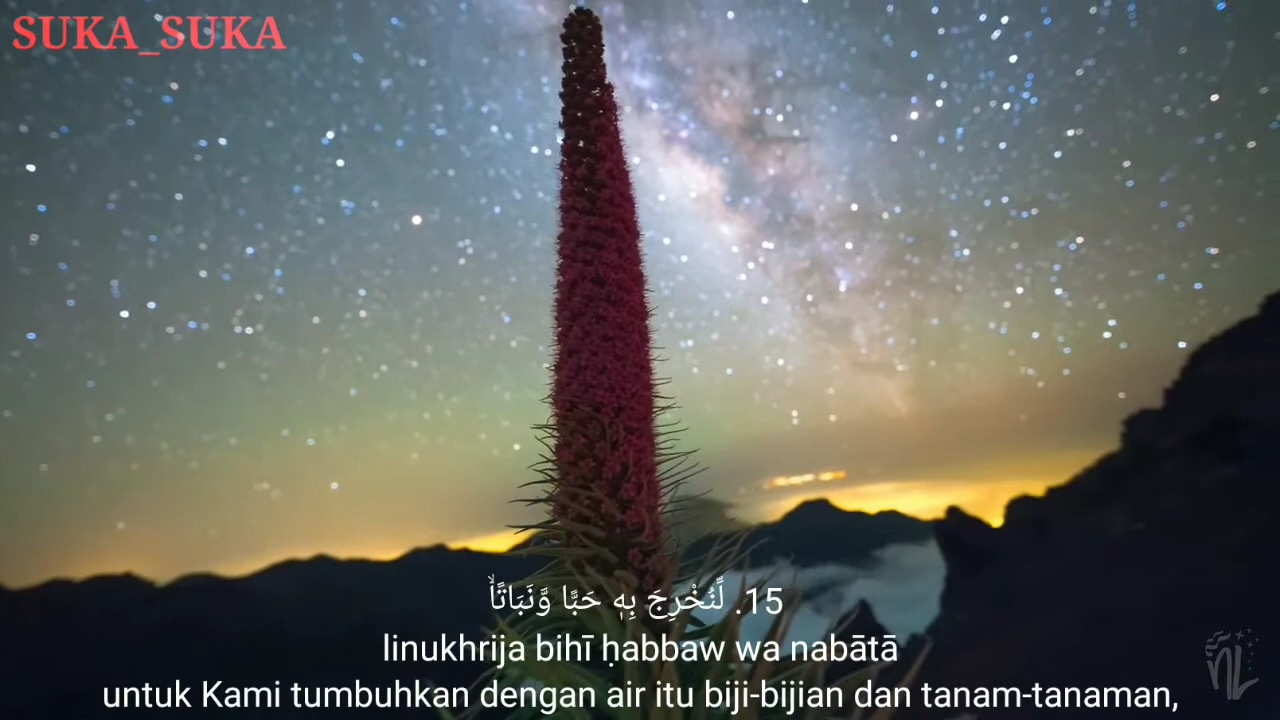 SUKA_SUKA
15. لِّنُخْرِجَ بِهٖ حَبًّا وَّنَبَاتًاۙ
linukhrija bihī ḥabbaw wa nabātā
untuk Kami tumbuhkan dengan air itu biji-bijian dan tanam-tanaman,